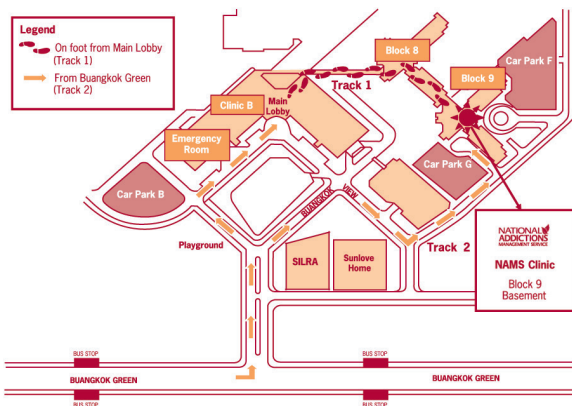 Legend
On foot from Main Lobby
(Track 1)
From Buangkok Green
(Track 2)
Block 8
Car Park F
Block 9
Track 1
Clinic B
Main
Lobby
Emergency
Room
Car Park G
Car Park B
BUANGKOK
VIEW
Playground
Track 2
SILRA
Sunlove
Home
NATIONAL
ADDICTIONS
MANAGEMENT SERVICE
NAMS Clinic
Block 9
Basement
BUS STOP
BUS STOP
BUANGKOK GREEN
BUANGKOK GREEN
BUS STOP
BUS STOP